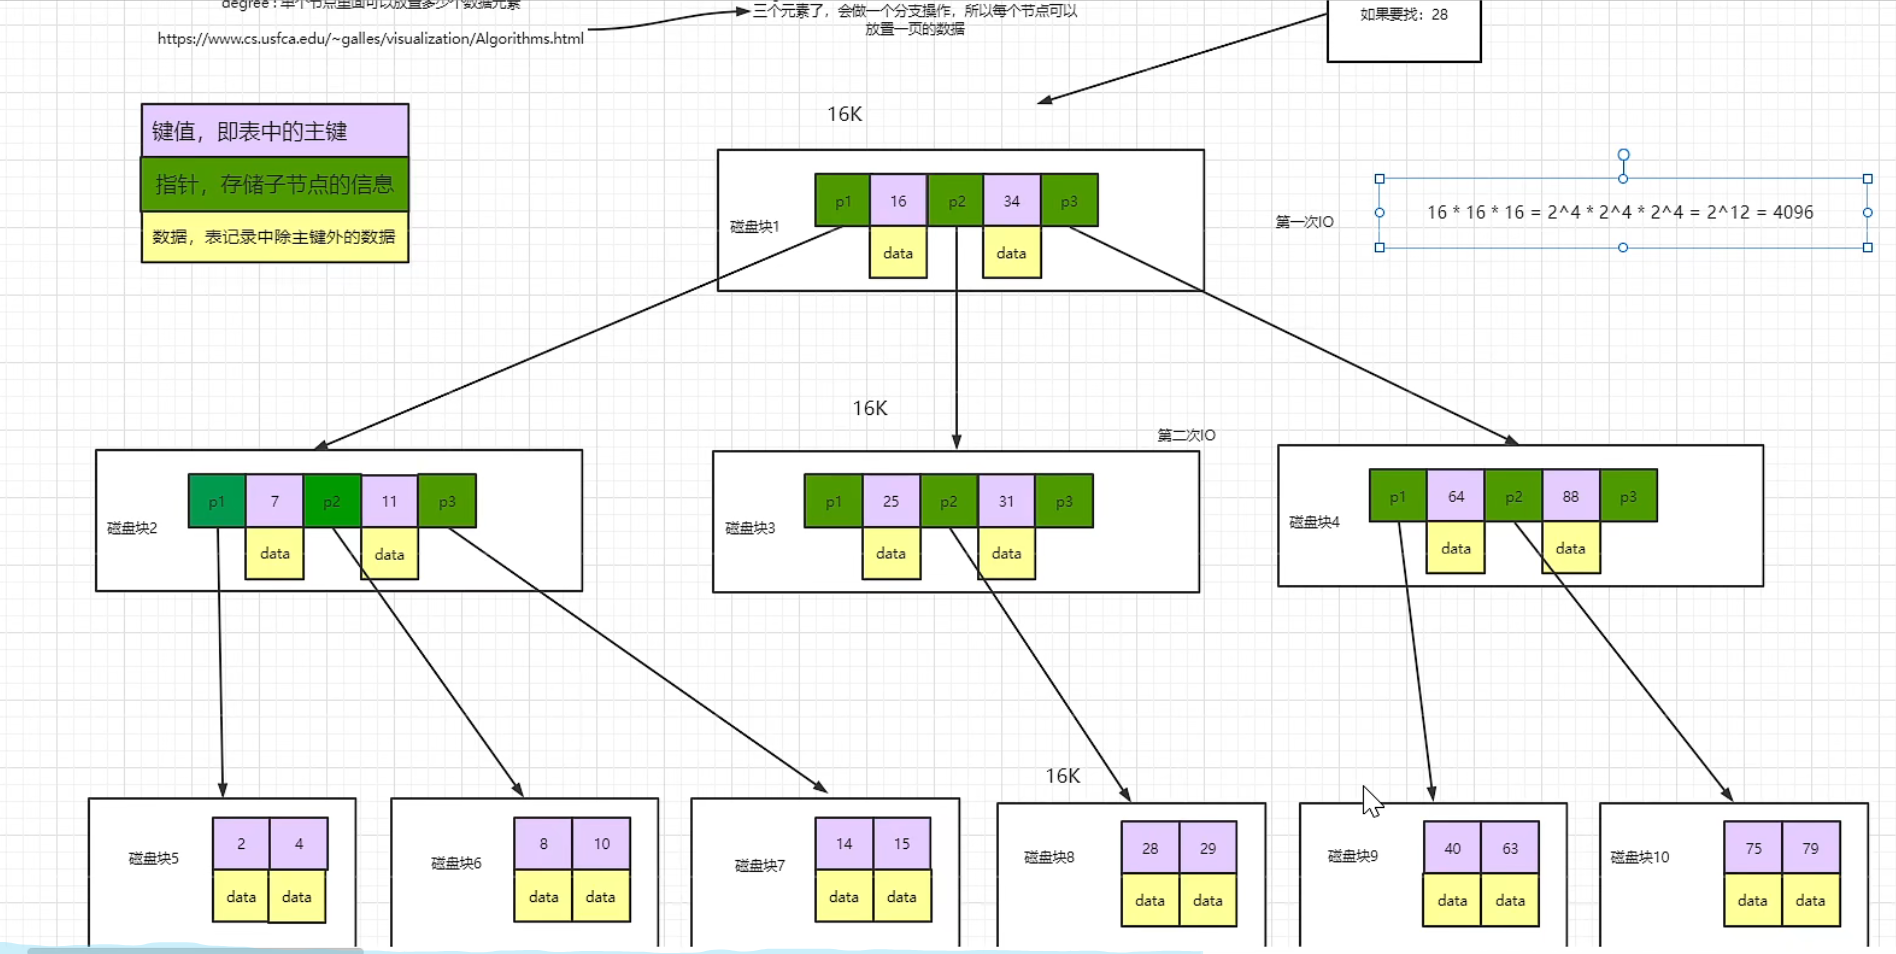 degree：单个节点里面可以放置多少个数据元素
https://www.cs.usfca.edu/~galles/visualization/Algorithms.html
三个元素了，会做一个分支操作，所以每个节点可以
放置一页的数据
如果要找：28
键值，即表中的主键
指针，存储子节点的信息
数据，表记录中除主键外的数据
16K
磁盘块1
p1 16 p2 34 p3
data data
第一次IO
16 * 16 * 16 = 2^4 * 2^4 * 2^4 = 2^12 = 4096
16K
第二次IO
磁盘块2
p1 7 p2 11 p3
data data
磁盘块3
p1 25 p2 31 p3
data data
磁盘块4
p1 64 p2 88 p3
data data
16K
磁盘块5
2 4
data data
磁盘块6
8 10
data data
磁盘块7
14 15
data data
磁盘块8
28 29
data data
磁盘块9
40 63
data data
磁盘块10
75 79
data data